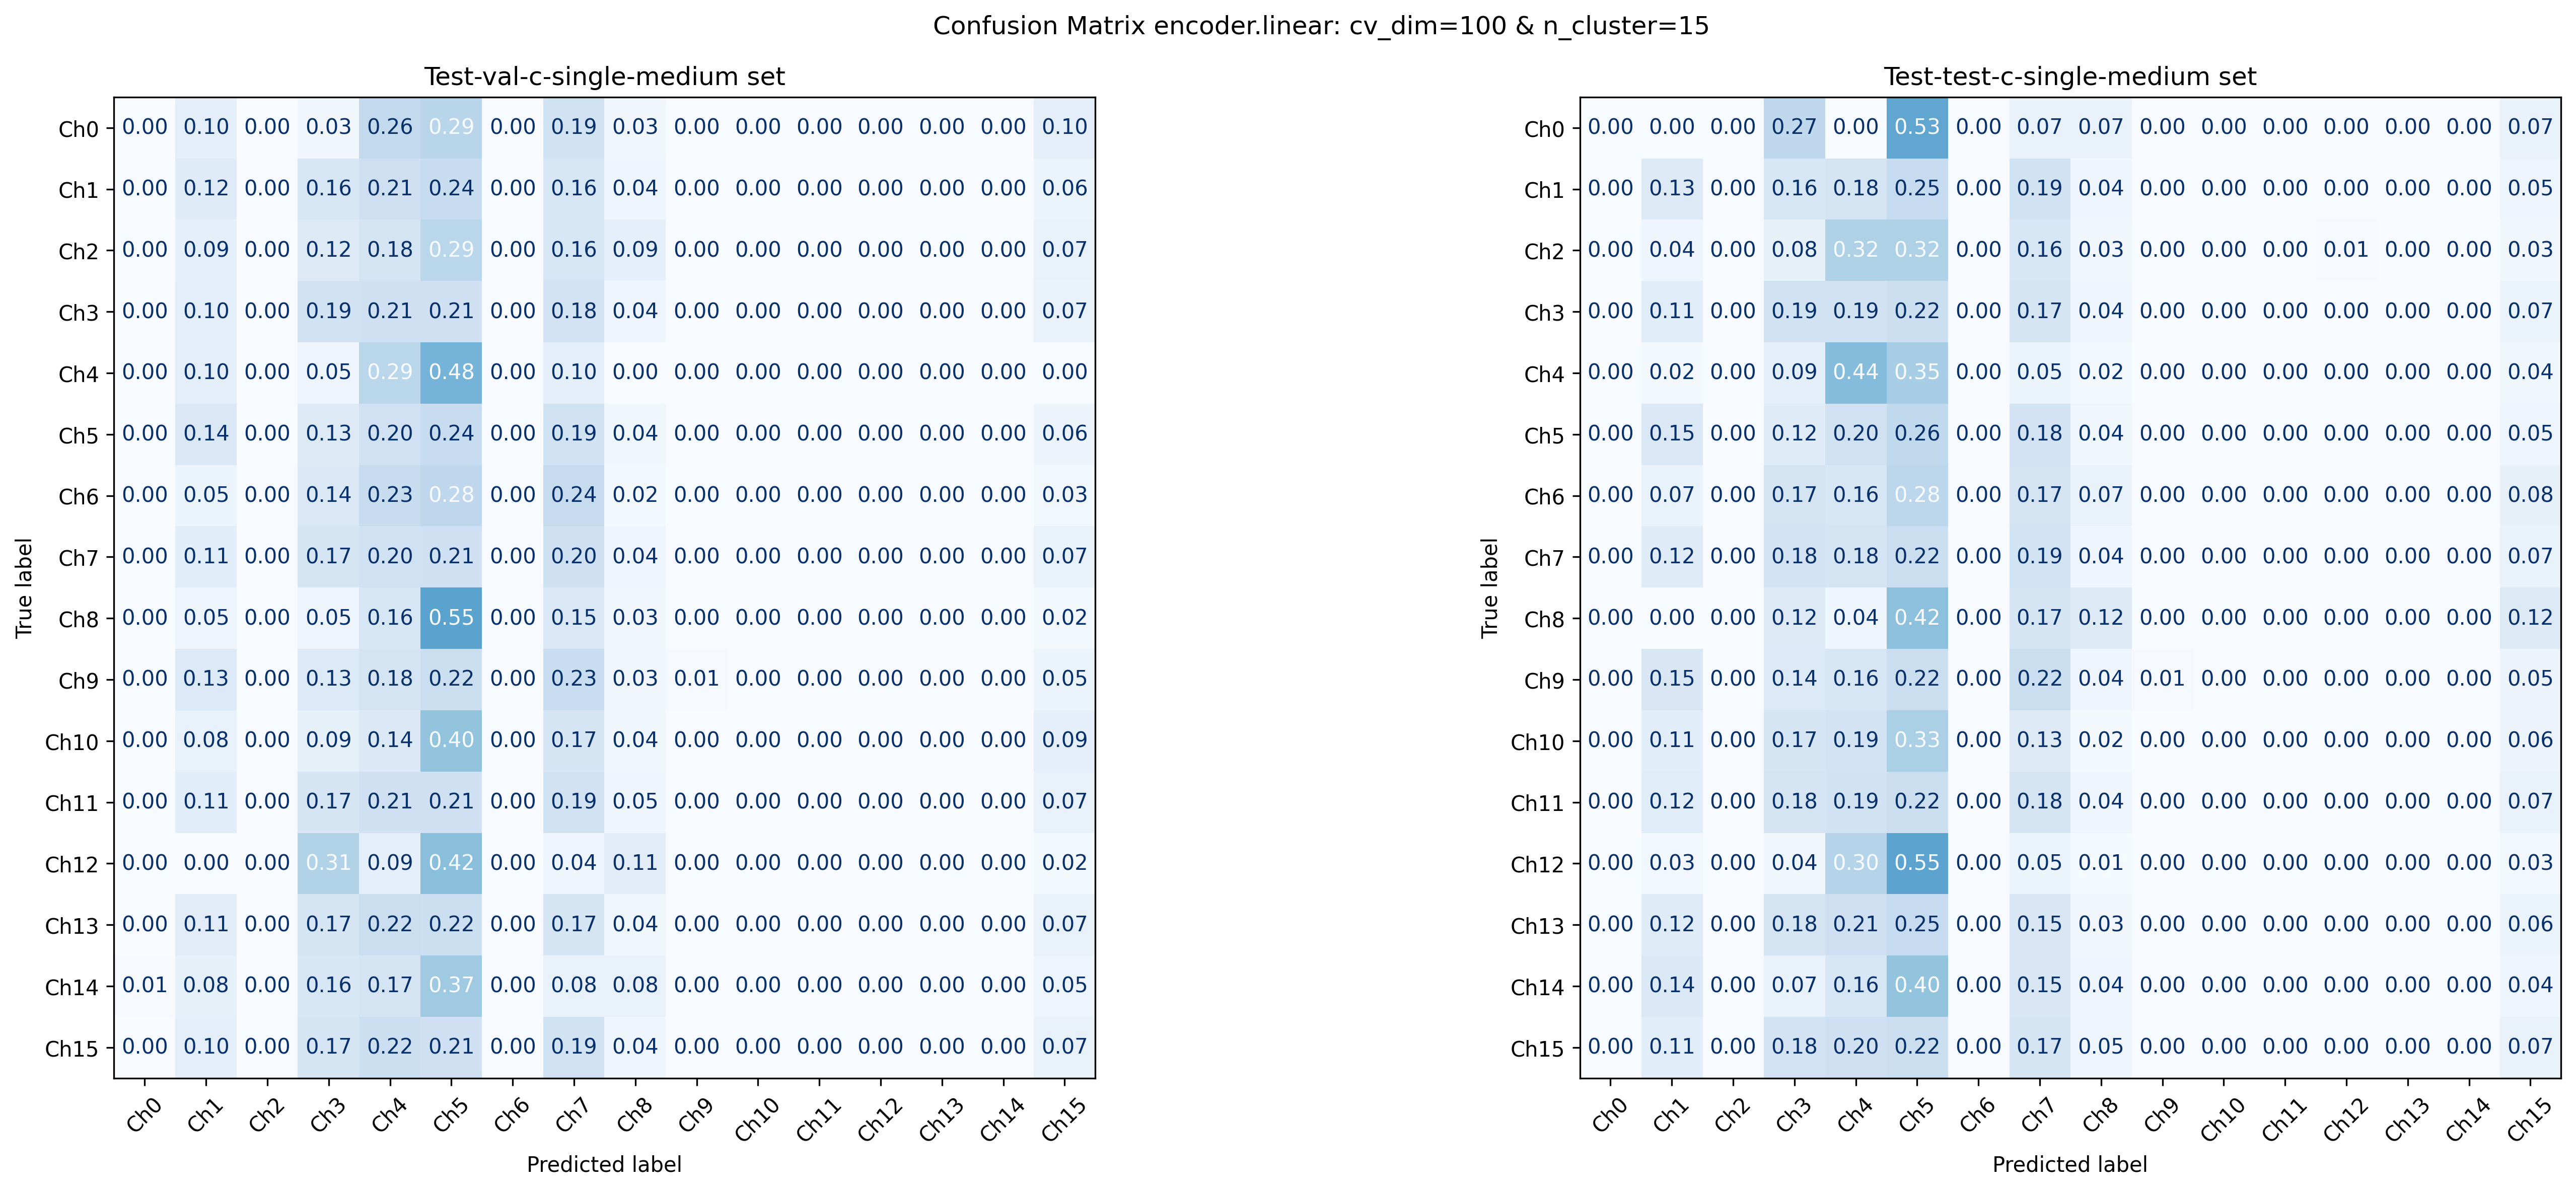 Confusion Matrix encoder.linear: cv_dim=100 & n_cluster=15
Test-val-c-single-medium set
True label
Ch0 0.00 0.10 0.00 0.03 0.26 0.29 0.00 0.19 0.03 0.00 0.00 0.00 0.00 0.00 0.00 0.10
Ch1 0.00 0.12 0.00 0.16 0.21 0.24 0.00 0.16 0.04 0.00 0.00 0.00 0.00 0.00 0.00 0.06
Ch2 0.00 0.09 0.00 0.12 0.18 0.29 0.00 0.16 0.09 0.00 0.00 0.00 0.00 0.00 0.00 0.07
Ch3 0.00 0.10 0.00 0.19 0.21 0.21 0.00 0.18 0.04 0.00 0.00 0.00 0.00 0.00 0.00 0.07
Ch4 0.00 0.10 0.00 0.05 0.29 0.48 0.00 0.10 0.00 0.00 0.00 0.00 0.00 0.00 0.00 0.00
Ch5 0.00 0.14 0.00 0.13 0.20 0.24 0.00 0.19 0.04 0.00 0.00 0.00 0.00 0.00 0.00 0.06
Ch6 0.00 0.05 0.00 0.14 0.23 0.28 0.00 0.24 0.02 0.00 0.00 0.00 0.00 0.00 0.00 0.03
Ch7 0.00 0.11 0.00 0.17 0.20 0.21 0.00 0.20 0.04 0.00 0.00 0.00 0.00 0.00 0.00 0.07
Ch8 0.00 0.05 0.00 0.05 0.16 0.55 0.00 0.15 0.03 0.00 0.00 0.00 0.00 0.00 0.00 0.02
Ch9 0.00 0.13 0.00 0.13 0.18 0.22 0.00 0.23 0.03 0.01 0.00 0.00 0.00 0.00 0.00 0.05
Ch10 0.00 0.08 0.00 0.09 0.14 0.40 0.00 0.17 0.04 0.00 0.00 0.00 0.00 0.00 0.00 0.09
Ch11 0.00 0.11 0.00 0.17 0.21 0.21 0.00 0.19 0.05 0.00 0.00 0.00 0.00 0.00 0.00 0.07
Ch12 0.00 0.00 0.00 0.31 0.09 0.42 0.00 0.04 0.11 0.00 0.00 0.00 0.00 0.00 0.00 0.02
Ch13 0.00 0.11 0.00 0.17 0.22 0.22 0.00 0.17 0.04 0.00 0.00 0.00 0.00 0.00 0.00 0.07
Ch14 0.01 0.08 0.00 0.16 0.17 0.37 0.00 0.08 0.08 0.00 0.00 0.00 0.00 0.00 0.00 0.05
Ch15 0.00 0.10 0.00 0.17 0.22 0.21 0.00 0.19 0.04 0.00 0.00 0.00 0.00 0.00 0.00 0.07
Ch0 Ch1 Ch2 Ch3 Ch4 Ch5 Ch6 Ch7 Ch8 Ch9 Ch10 Ch11 Ch12 Ch13 Ch14 Ch15
Predicted label
Test-test-c-single-medium set
True label
Ch0 0.00 0.00 0.00 0.27 0.00 0.53 0.00 0.07 0.07 0.00 0.00 0.00 0.00 0.00 0.00 0.07
Ch1 0.00 0.13 0.00 0.16 0.18 0.25 0.00 0.19 0.04 0.00 0.00 0.00 0.00 0.00 0.00 0.05
Ch2 0.00 0.04 0.00 0.08 0.32 0.32 0.00 0.16 0.03 0.00 0.00 0.00 0.01 0.00 0.00 0.03
Ch3 0.00 0.11 0.00 0.19 0.19 0.22 0.00 0.17 0.04 0.00 0.00 0.00 0.00 0.00 0.00 0.07
Ch4 0.00 0.02 0.00 0.09 0.44 0.35 0.00 0.05 0.02 0.00 0.00 0.00 0.00 0.00 0.00 0.04
Ch5 0.00 0.15 0.00 0.12 0.20 0.26 0.00 0.18 0.04 0.00 0.00 0.00 0.00 0.00 0.00 0.05
Ch6 0.00 0.07 0.00 0.17 0.16 0.28 0.00 0.17 0.07 0.00 0.00 0.00 0.00 0.00 0.00 0.08
Ch7 0.00 0.12 0.00 0.18 0.18 0.22 0.00 0.19 0.04 0.00 0.00 0.00 0.00 0.00 0.00 0.07
Ch8 0.00 0.00 0.00 0.12 0.04 0.42 0.00 0.17 0.12 0.00 0.00 0.00 0.00 0.00 0.00 0.12
Ch9 0.00 0.15 0.00 0.14 0.16 0.22 0.00 0.22 0.04 0.01 0.00 0.00 0.00 0.00 0.00 0.05
Ch10 0.00 0.11 0.00 0.17 0.19 0.33 0.00 0.13 0.02 0.00 0.00 0.00 0.00 0.00 0.00 0.06
Ch11 0.00 0.12 0.00 0.18 0.19 0.22 0.00 0.18 0.04 0.00 0.00 0.00 0.00 0.00 0.00 0.07
Ch12 0.00 0.03 0.00 0.04 0.30 0.55 0.00 0.05 0.01 0.00 0.00 0.00 0.00 0.00 0.00 0.03
Ch13 0.00 0.12 0.00 0.18 0.21 0.25 0.00 0.15 0.03 0.00 0.00 0.00 0.00 0.00 0.00 0.06
Ch14 0.00 0.14 0.00 0.07 0.16 0.40 0.00 0.15 0.04 0.00 0.00 0.00 0.00 0.00 0.00 0.04
Ch15 0.00 0.11 0.00 0.18 0.20 0.22 0.00 0.17 0.05 0.00 0.00 0.00 0.00 0.00 0.00 0.07
Ch0 Ch1 Ch2 Ch3 Ch4 Ch5 Ch6 Ch7 Ch8 Ch9 Ch10 Ch11 Ch12 Ch13 Ch14 Ch15
Predicted label